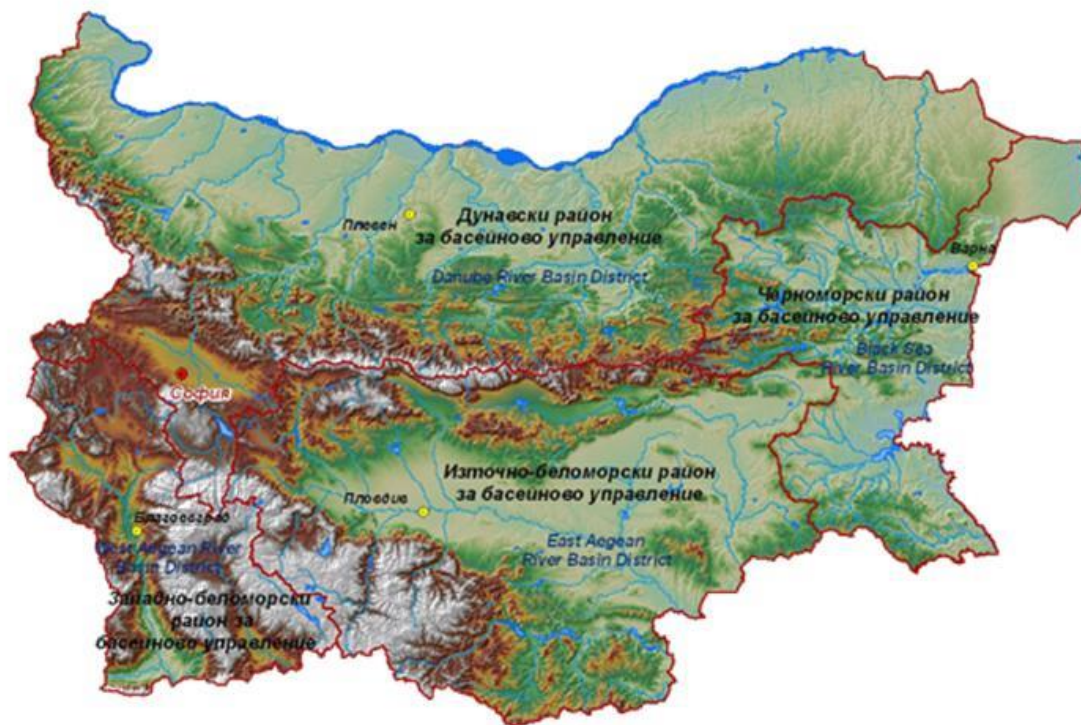 Плевен
Дунавски район
за басейново управление
Danube River Basin District
Варна
Черноморски район
за басейново управление
Black Sea
River Basin District
София
Източно-беломорски район
за басейново управление
Пловдив
East Aegean
River Basin District
Благоевград
West Aegean River
Basin District
Западно-беломорски
район за
басейново управление